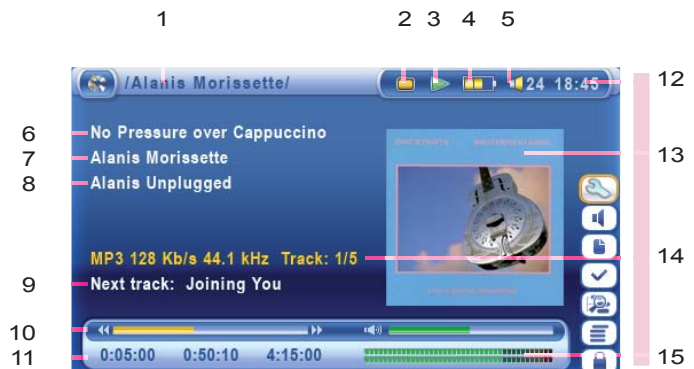 1 2 3 4 5
/Alanis Morissette/ 24 18:45 12
6 No Pressure over Cappuccino
7 Alanis Morissette 13
8 Alanis Unplugged
MP3 128 Kb/s 44.1 kHz Track: 1/5 14
9 Next track: Joining You
10
11 0:05:00 0:50:10 4:15:00 15